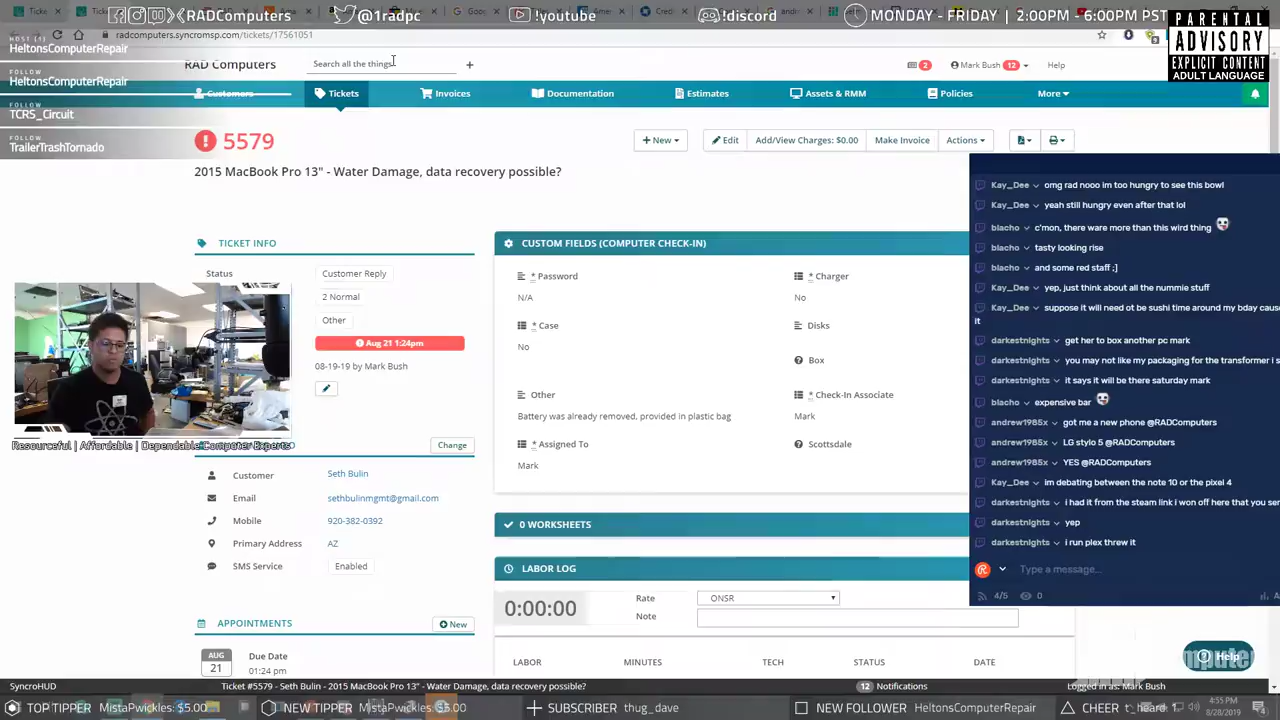 RADComputers
@1radpc
!youtube
!discord
MONDAY - FRIDAY | 2:00PM - 6:00PM PST
radcomputers.syncromsp.com/tickets/17561051
PARENTAL
ADVISORY
EXPLICIT CONTENT
ADULT LANGUAGE
HeltonsComputerRepair
FOLLOW
HeltonsComputerRepair
FOLLOW
TCRS_Circuit
FOLLOW
TrailerTrashTornado
RAD Computers
Search all the things
2
Mark Bush 12
Help
Customers
Tickets
Invoices
Documentation
Estimates
Assets & RMM
Policies
More
5579
+ New
Edit
Add/View Charges: $0.00
Make Invoice
Actions
2015 MacBook Pro 13" - Water Damage, data recovery possible?
TICKET INFO
Status
Customer Reply
2 Normal
Other
Aug 21 1:24pm
08-19-19 by Mark Bush
Resourceful | Affordable | Dependable Computer Experts
Change
Customer
Seth Bulin
Email
sethbulinmgmt@gmail.com
Mobile
920-382-0392
Primary Address
AZ
SMS Service
Enabled
APPOINTMENTS
New
AUG
21
Due Date
01:24 pm
CUSTOM FIELDS (COMPUTER CHECK-IN)
* Password
N/A
* Charger
No
* Case
No
Disks
Box
Other
Battery was already removed, provided in plastic bag
* Check-In Associate
Mark
* Assigned To
Mark
Scottsdale
0 WORKSHEETS
LABOR LOG
0:00:00
Rate
ONSR
Note
LABOR
MINUTES
TECH
STATUS
DATE
Kay_Dee omg rad nooo im too hungry to see this bowl
Kay_Dee yeah still hungry even after that lol
blacho c'mon, there ware more than this wird thing
blacho tasty looking rise
blacho and some red staff ;]
Kay_Dee yep, just think about all the nummie stuff
Kay_Dee suppose it will need ot be sushi time around my bday cause
it
darkestnights get her to box another pc mark
darkestnights you may not like my packaging for the transformer i s
darkestnights it says it will be there saturday mark
blacho expensive bar
andrew1985x got me a new phone @RADComputers
andrew1985x LG stylo 5 @RADComputers
andrew1985x YES @RADComputers
Kay_Dee im debating between the note 10 or the pixel 4
darkestnights i had it from the steam link i won off here that you ser
darkestnights yep
darkestnights i run plex threw it
Type a message...
4/5
0
Help
SyncroHUD
Ticket #5579 - Seth Bulin - 2015 MacBook Pro 13" - Water Damage, data recovery possible?
12 Notifications
Logged in as: Mark Bush
TOP TIPPER MistaPwickles: $5.00
NEW TIPPER MistaPwickles: $5.00
SUBSCRIBER thug_dave
NEW FOLLOWER HeltonsComputerRepair
CHEER
4:55 PM
8/28/2019